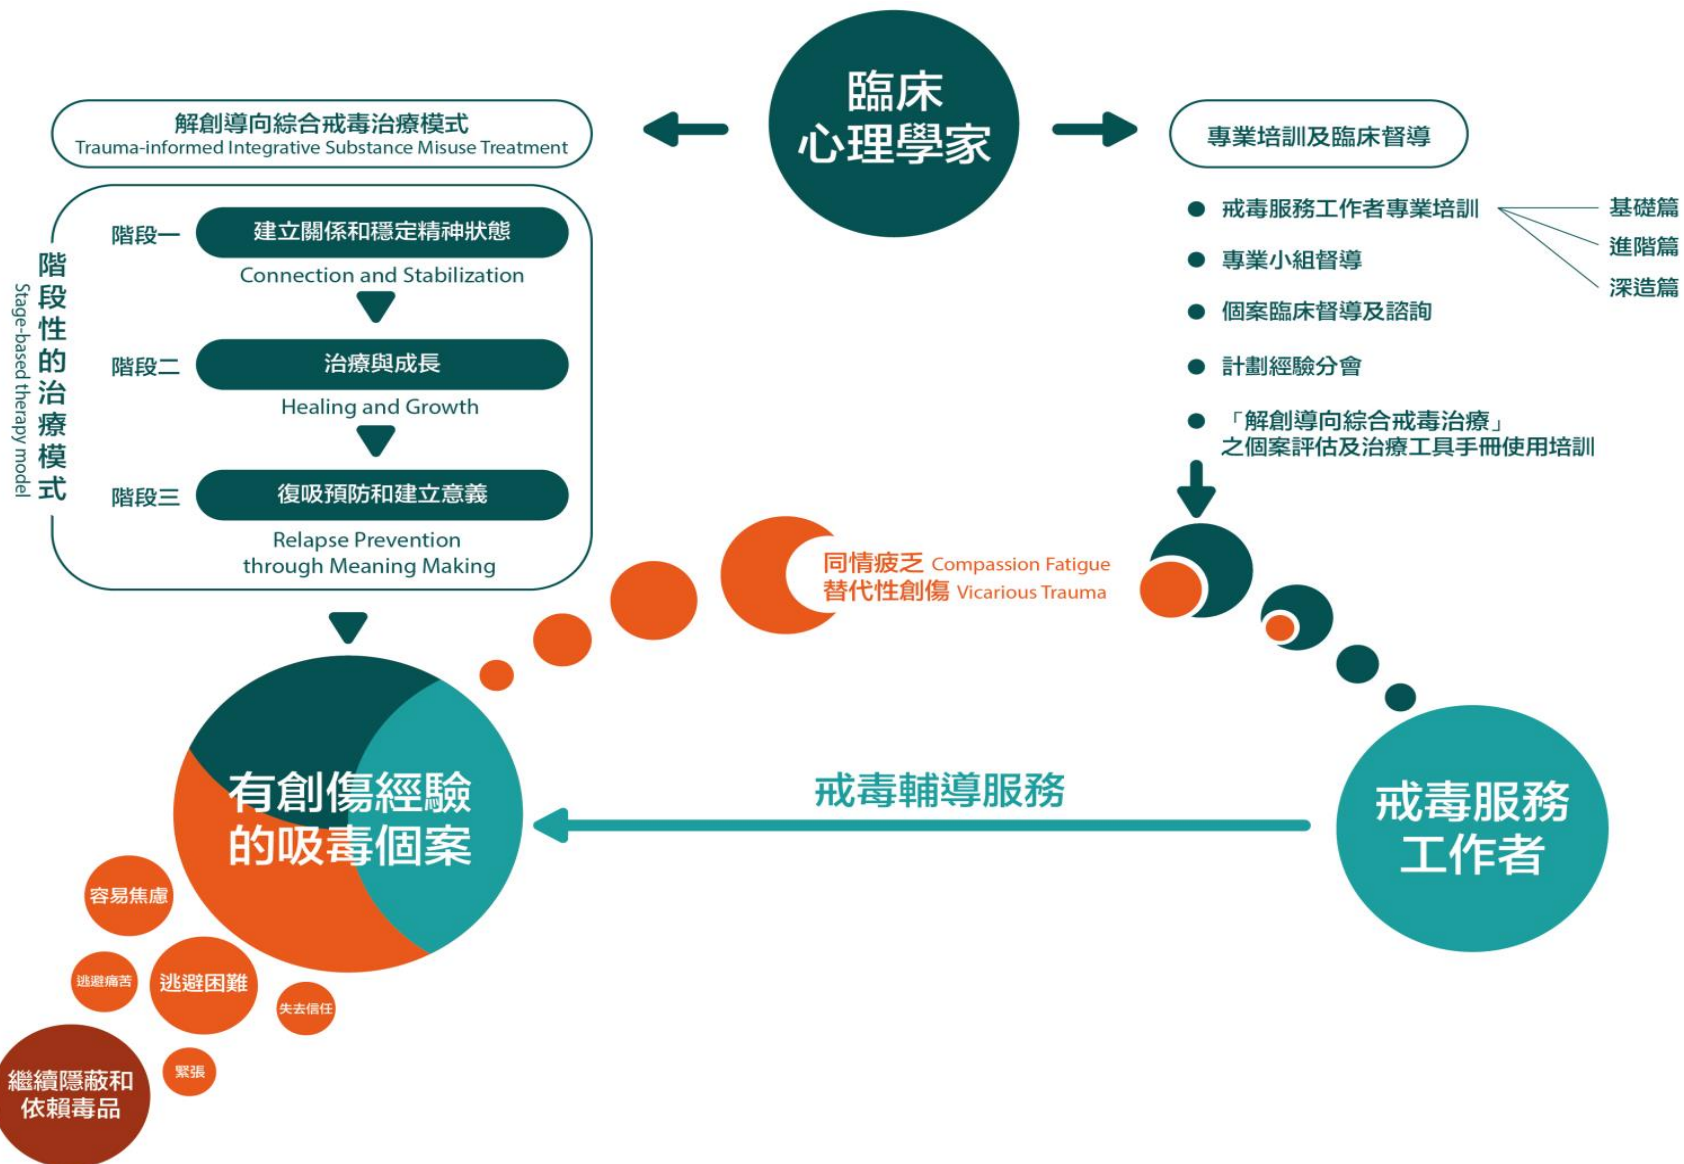 臨床
心理學家
解創導向綜合戒毒治療模式
Trauma-informed Integrative Substance Misuse Treatment
階段性的治療模式
Stage-based therapy model
階段一
建立關係和穩定精神狀態
Connection and Stabilization
階段二
治療與成長
Healing and Growth
階段三
復吸預防和建立意義
Relapse Prevention
through Meaning Making
專業培訓及臨床督導
戒毒服務工作者專業培訓
基礎篇
進階篇
深造篇
專業小組督導
個案臨床督導及諮詢
計劃經驗分會
「解創導向綜合戒毒治療」
之個案評估及治療工具手冊使用培訓
同情疲乏 Compassion Fatigue
替代性創傷 Vicarious Trauma
有創傷經驗
的吸毒個案
戒毒輔導服務
戒毒服務
工作者
容易焦慮
逃避痛苦
逃避困難
失去信任
緊張
繼續隱蔽和
依賴毒品